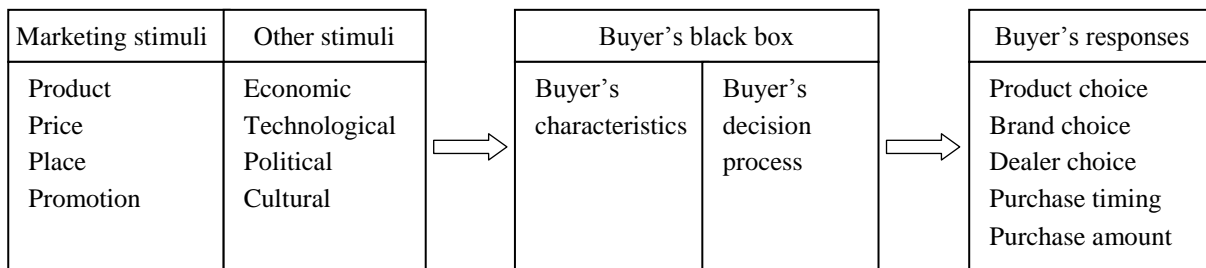 Marketing stimuli
Other stimuli
Buyer’s black box
Buyer’s responses
Product
Price
Place
Promotion
Economic
Technological
Political
Cultural
Buyer’s
characteristics
Buyer’s
decision
process
Product choice
Brand choice
Dealer choice
Purchase timing
Purchase amount